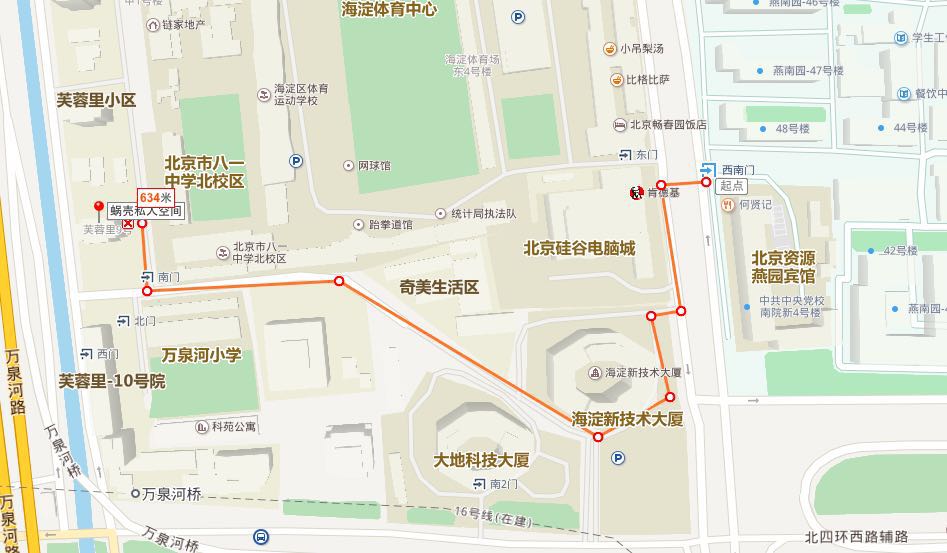 中1号楼
链家地产
海淀体育中心
P
燕南园-46号楼
学生工
海淀体育场
东4号楼
小吊梨汤
比格比萨
燕南园-47号楼
餐饮中
芙蓉里小区
海淀区体育
运动学校
北京畅春园饭店
48号楼
44号楼
北京市八一
中学北校区
P
网球馆
东门
西南门
起点
634米
蜗壳私人空间
芙蓉里
肯德基
何贤记
统计局执法队
跆拳道馆
北京市八一
中学北校区
北京硅谷电脑城
北京资源
燕园宾馆
42号楼
南门
奇美生活区
中共中央党校
南院新4号楼
燕南园-4
北门
西门
万泉河小学
万泉河路
芙蓉里-10号院
海淀新技术大厦
海淀新技术大厦
科苑公寓
万泉河桥
大地科技大厦
P
南2门
万泉河桥
万泉河路
16号线(在建)
万泉河桥
北四环西路辅路